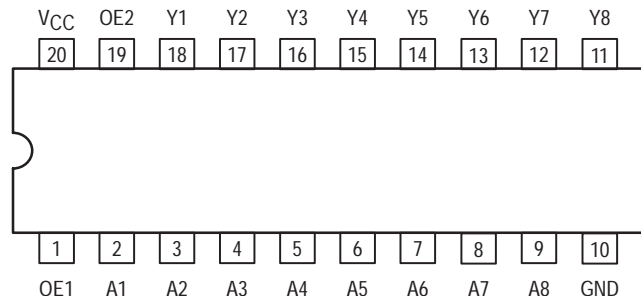 VCC OE2 Y1 Y2 Y3 Y4 Y5 Y6 Y7 Y8
20 19 18 17 16 15 14 13 12 11
1 2 3 4 5 6 7 8 9 10
OE1 A1 A2 A3 A4 A5 A6 A7 A8 GND